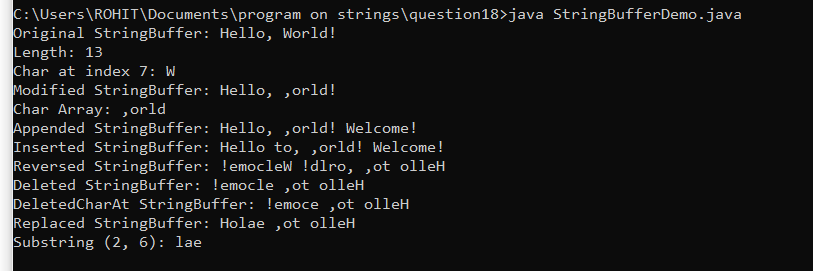 C:\Users\ROHIT\Documents\program on strings\question18>java StringBufferDemo.java
Original StringBuffer: Hello, World!
Length: 13
Char at index 7: W
Modified StringBuffer: Hello, ,orld!
Char Array: ,orld
Appended StringBuffer: Hello, ,orld! Welcome!
Inserted StringBuffer: Hello to, ,orld! Welcome!
Reversed StringBuffer: !emocleW !dlro, ,ot olleH
Deleted StringBuffer: !emocle ,ot olleH
DeletedCharAt StringBuffer: !emoce ,ot olleH
Replaced StringBuffer: Holae ,ot olleH
Substring (2, 6): lae